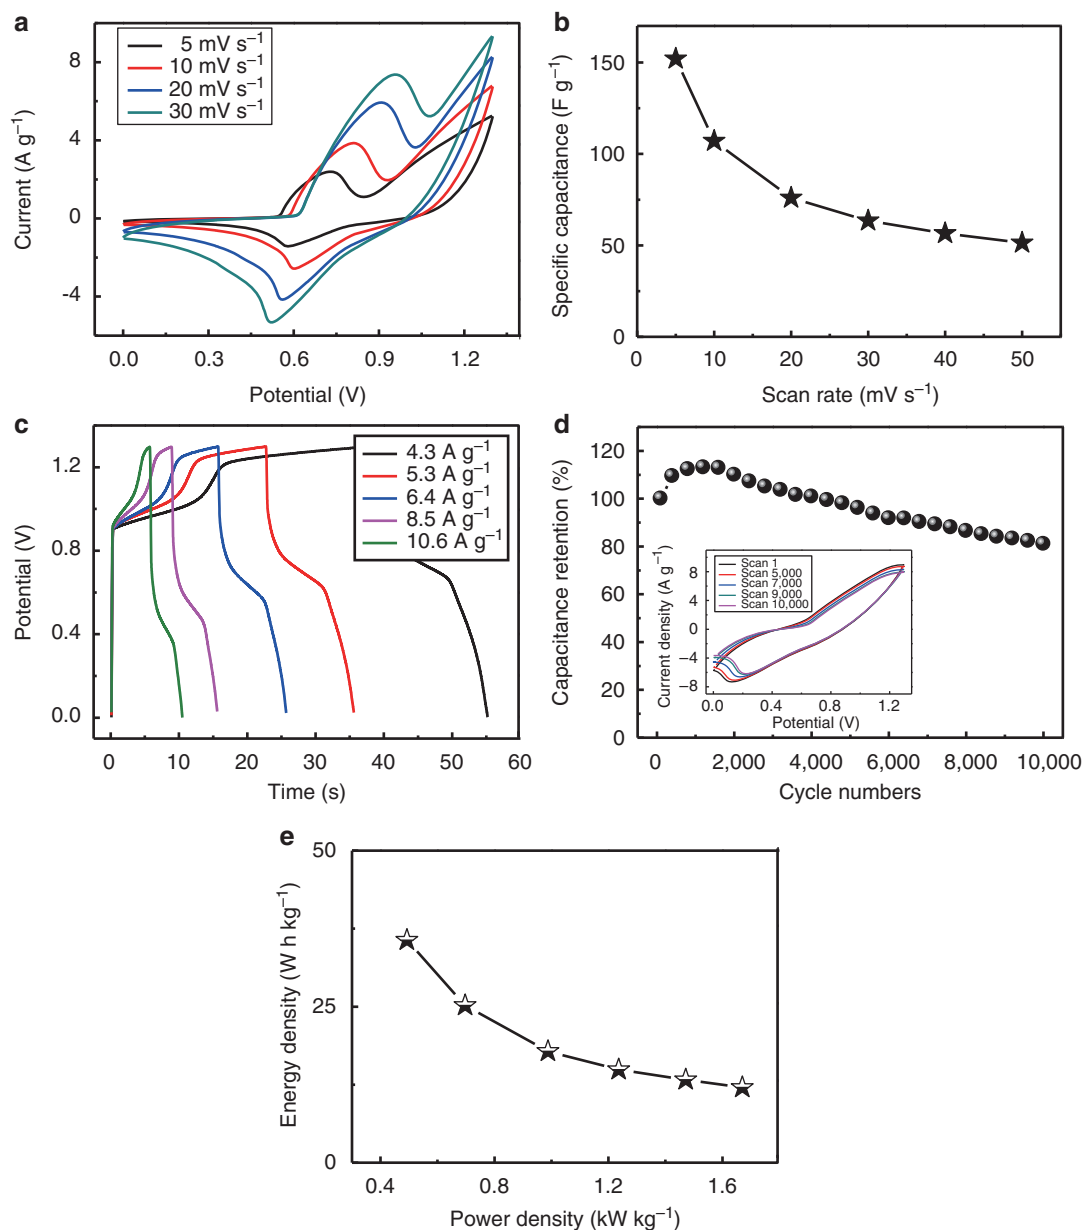 a
8
4
0
-4
Current (A g⁻¹)
5 mV s⁻¹
10 mV s⁻¹
20 mV s⁻¹
30 mV s⁻¹
0.0 0.3 0.6 0.9 1.2
Potential (V)
b
150
100
50
0
Specific capacitance (F g⁻¹)
0 10 20 30 40 50
Scan rate (mV s⁻¹)
c
1.2
0.8
0.4
0.0
Potential (V)
4.3 A g⁻¹
5.3 A g⁻¹
6.4 A g⁻¹
8.5 A g⁻¹
10.6 A g⁻¹
0 10 20 30 40 50 60
Time (s)
d
120
100
80
60
40
20
0
Capacitance retention (%)
Scan 1
Scan 5,000
Scan 7,000
Scan 9,000
Scan 10,000
8
4
0
−4
−8
Current density (A g⁻¹)
0.0 0.4 0.8 1.2
Potential (V)
0 2,000 4,000 6,000 8,000 10,000
Cycle numbers
e
50
25
0
Energy density (W h kg⁻¹)
0.4 0.8 1.2 1.6
Power density (kW kg⁻¹)